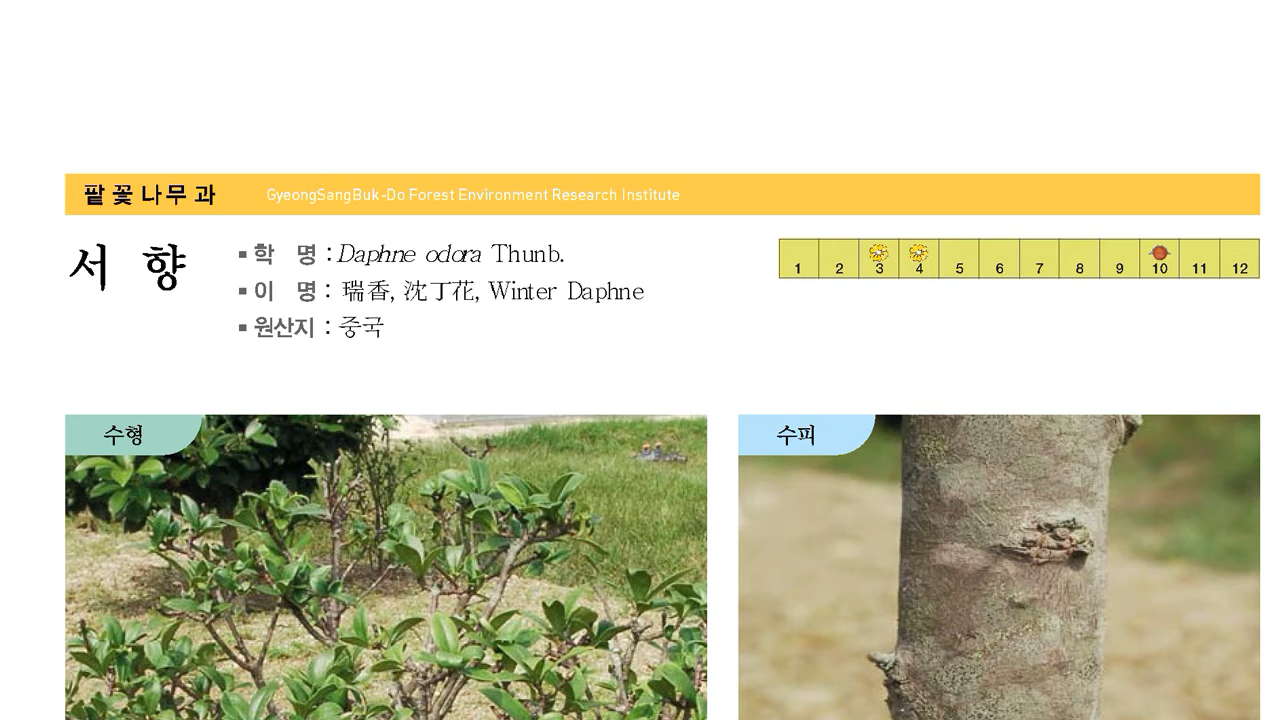 팥꽃나무과 GyeongSangBuk-Do Forest Environment Research Institute
서 향
▪ 학 명 : Daphne odora Thunb.
▪ 이 명 : 瑞香, 沈丁花, Winter Daphne
▪ 원산지 : 중국
1 2 3 4 5 6 7 8 9 10 11 12
수형
수피